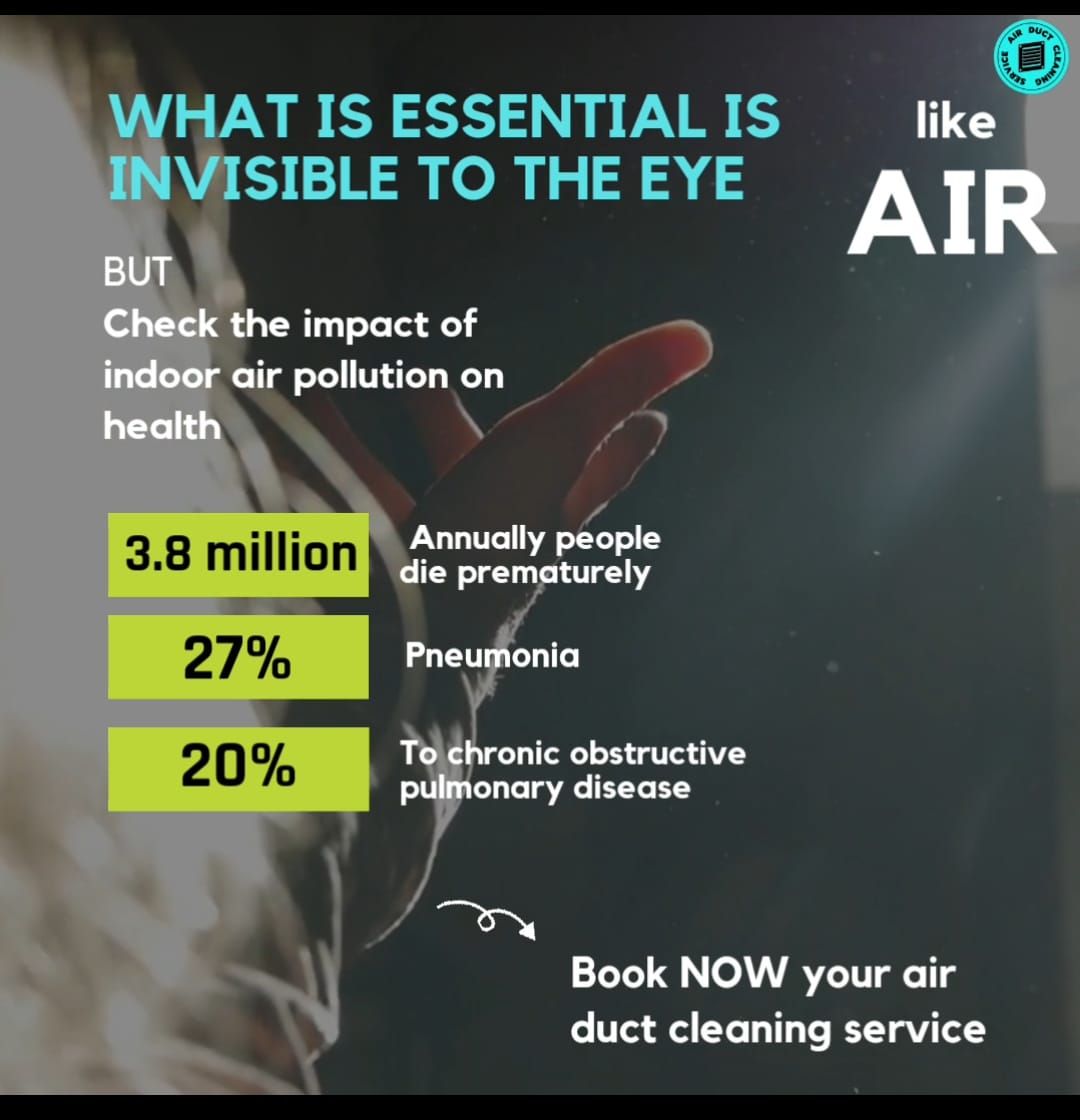 AIR DUCT CLEANING SERVICE
WHAT IS ESSENTIAL IS
INVISIBLE TO THE EYE
like
AIR
BUT
Check the impact of
indoor air pollution on
health
3.8 million
Annually people
die prematurely
27%
Pneumonia
20%
To chronic obstructive
pulmonary disease
Book NOW your air
duct cleaning service